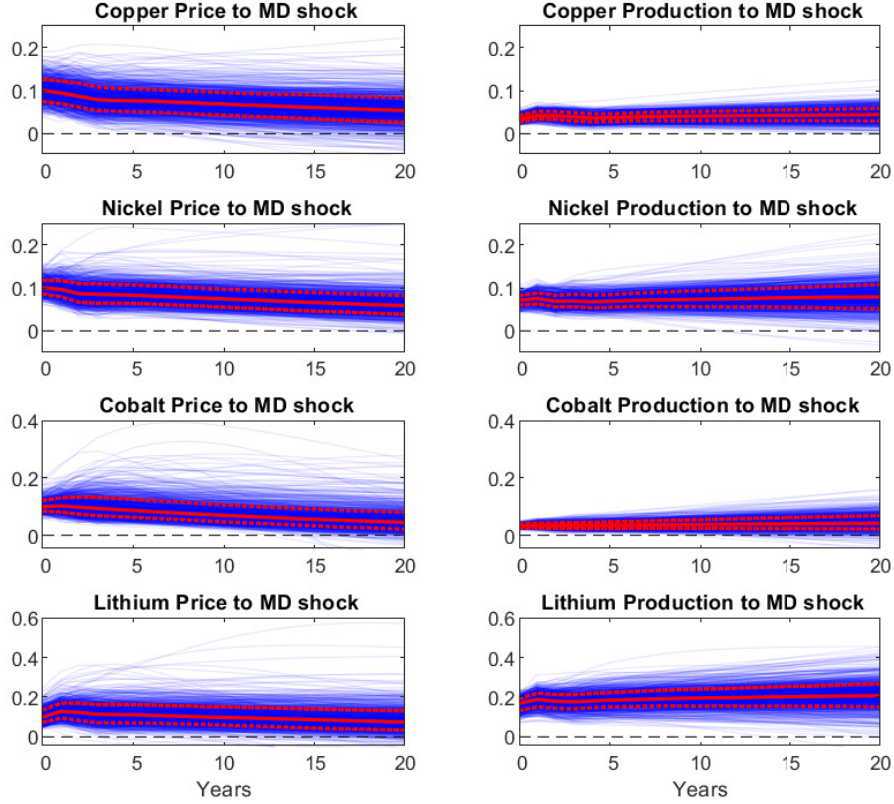 Copper Price to MD shock
0.2
0.1
0
0 5 10 15 20
Copper Production to MD shock
0.2
0.1
0
0 5 10 15 20
Nickel Price to MD shock
0.2
0.1
0
0 5 10 15 20
Nickel Production to MD shock
0.2
0.1
0
0 5 10 15 20
Cobalt Price to MD shock
0.4
0.2
0
0 5 10 15 20
Cobalt Production to MD shock
0.4
0.2
0
0 5 10 15 20
Lithium Price to MD shock
0.6
0.4
0.2
0
0 5 10 15 20
Years
Lithium Production to MD shock
0.6
0.4
0.2
0
0 5 10 15 20
Years